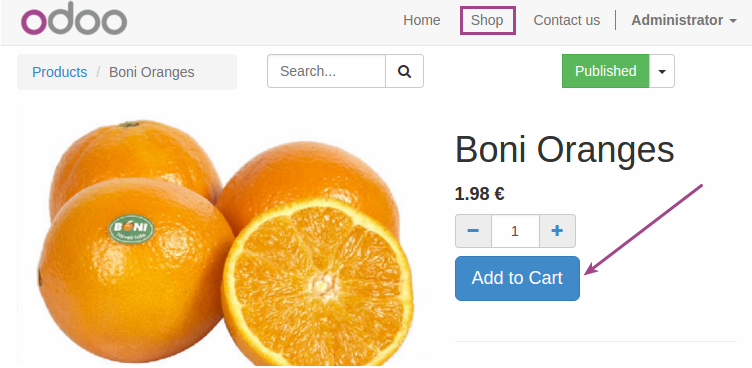 odoo
Home Shop Contact us Administrator
Products / Boni Oranges
Search...
Published
BONI
Boni Oranges
1.98 €
1
Add to Cart